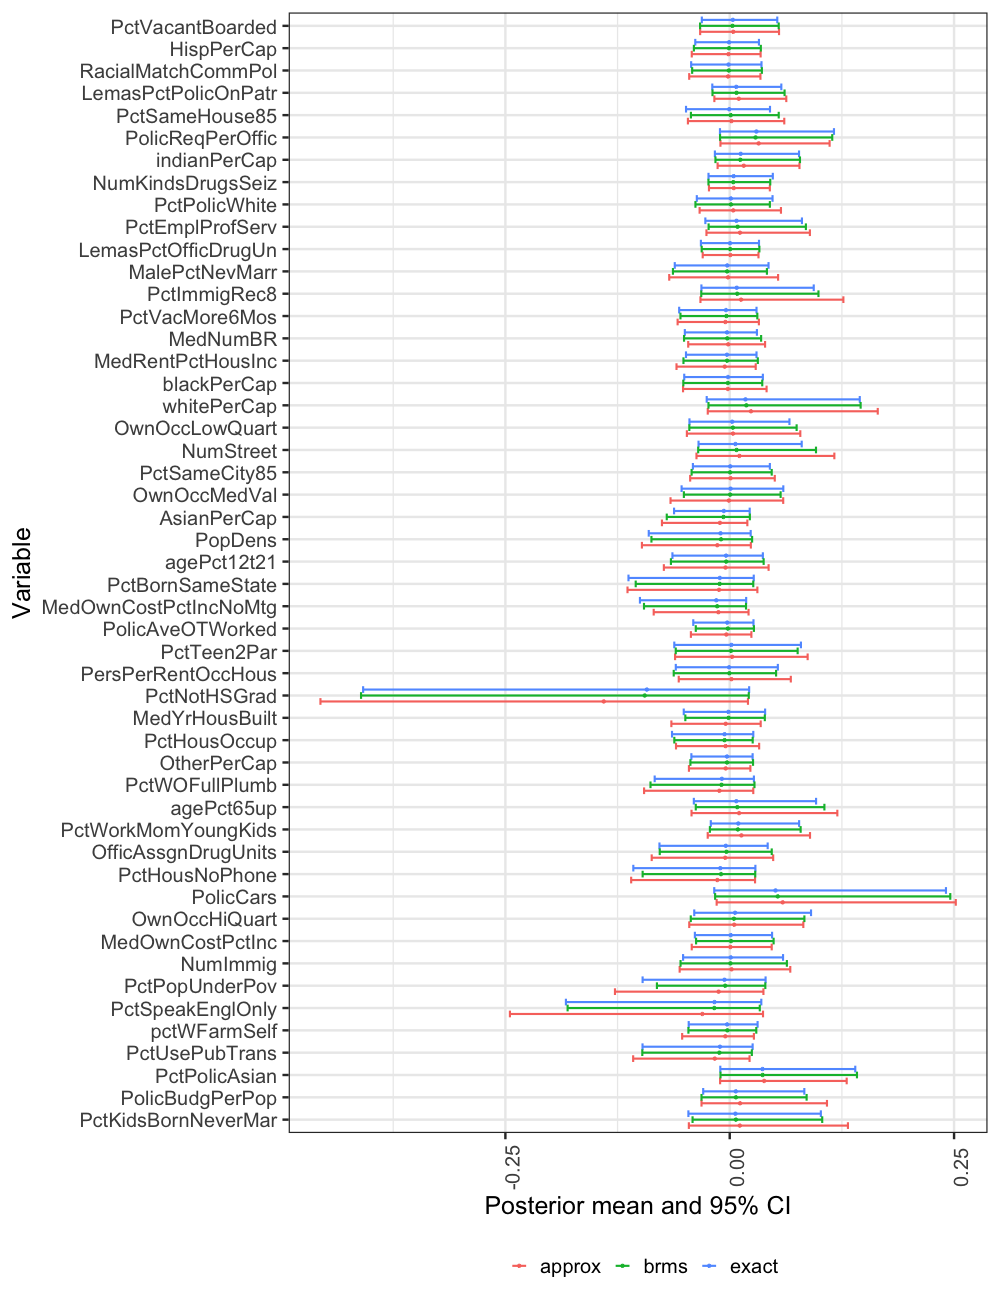 PctVacantBoarded
HispPerCap
RacialMatchCommPol
LemasPctPolicOnPatr
PctSameHouse85
PolicReqPerOffic
indianPerCap
NumKindsDrugsSeiz
PctPolicWhite
PctEmplProfServ
LemasPctOfficDrugUn
MalePctNevMarr
PctImmigRec8
PctVacMore6Mos
MedNumBR
MedRentPctHousInc
blackPerCap
whitePerCap
OwnOccLowQuart
NumStreet
PctSameCity85
OwnOccMedVal
AsianPerCap
PopDens
agePct12t21
PctBornSameState
MedOwnCostPctIncNoMtg
PolicAveOTWorked
PctTeen2Par
PersPerRentOccHous
PctNotHSGrad
MedYrHousBuilt
PctHousOccup
OtherPerCap
PctWOFullPlumb
agePct65up
PctWorkMomYoungKids
OfficAssgnDrugUnits
PctHousNoPhone
PolicCars
OwnOccHiQuart
MedOwnCostPctInc
NumImmig
PctPopUnderPov
PctSpeakEnglOnly
pctWFarmSelf
PctUsePubTrans
PctPolicAsian
PolicBudgPerPop
PctKidsBornNeverMar
Variable
-0.25
0.00
0.25
Posterior mean and 95% CI
approx brms exact